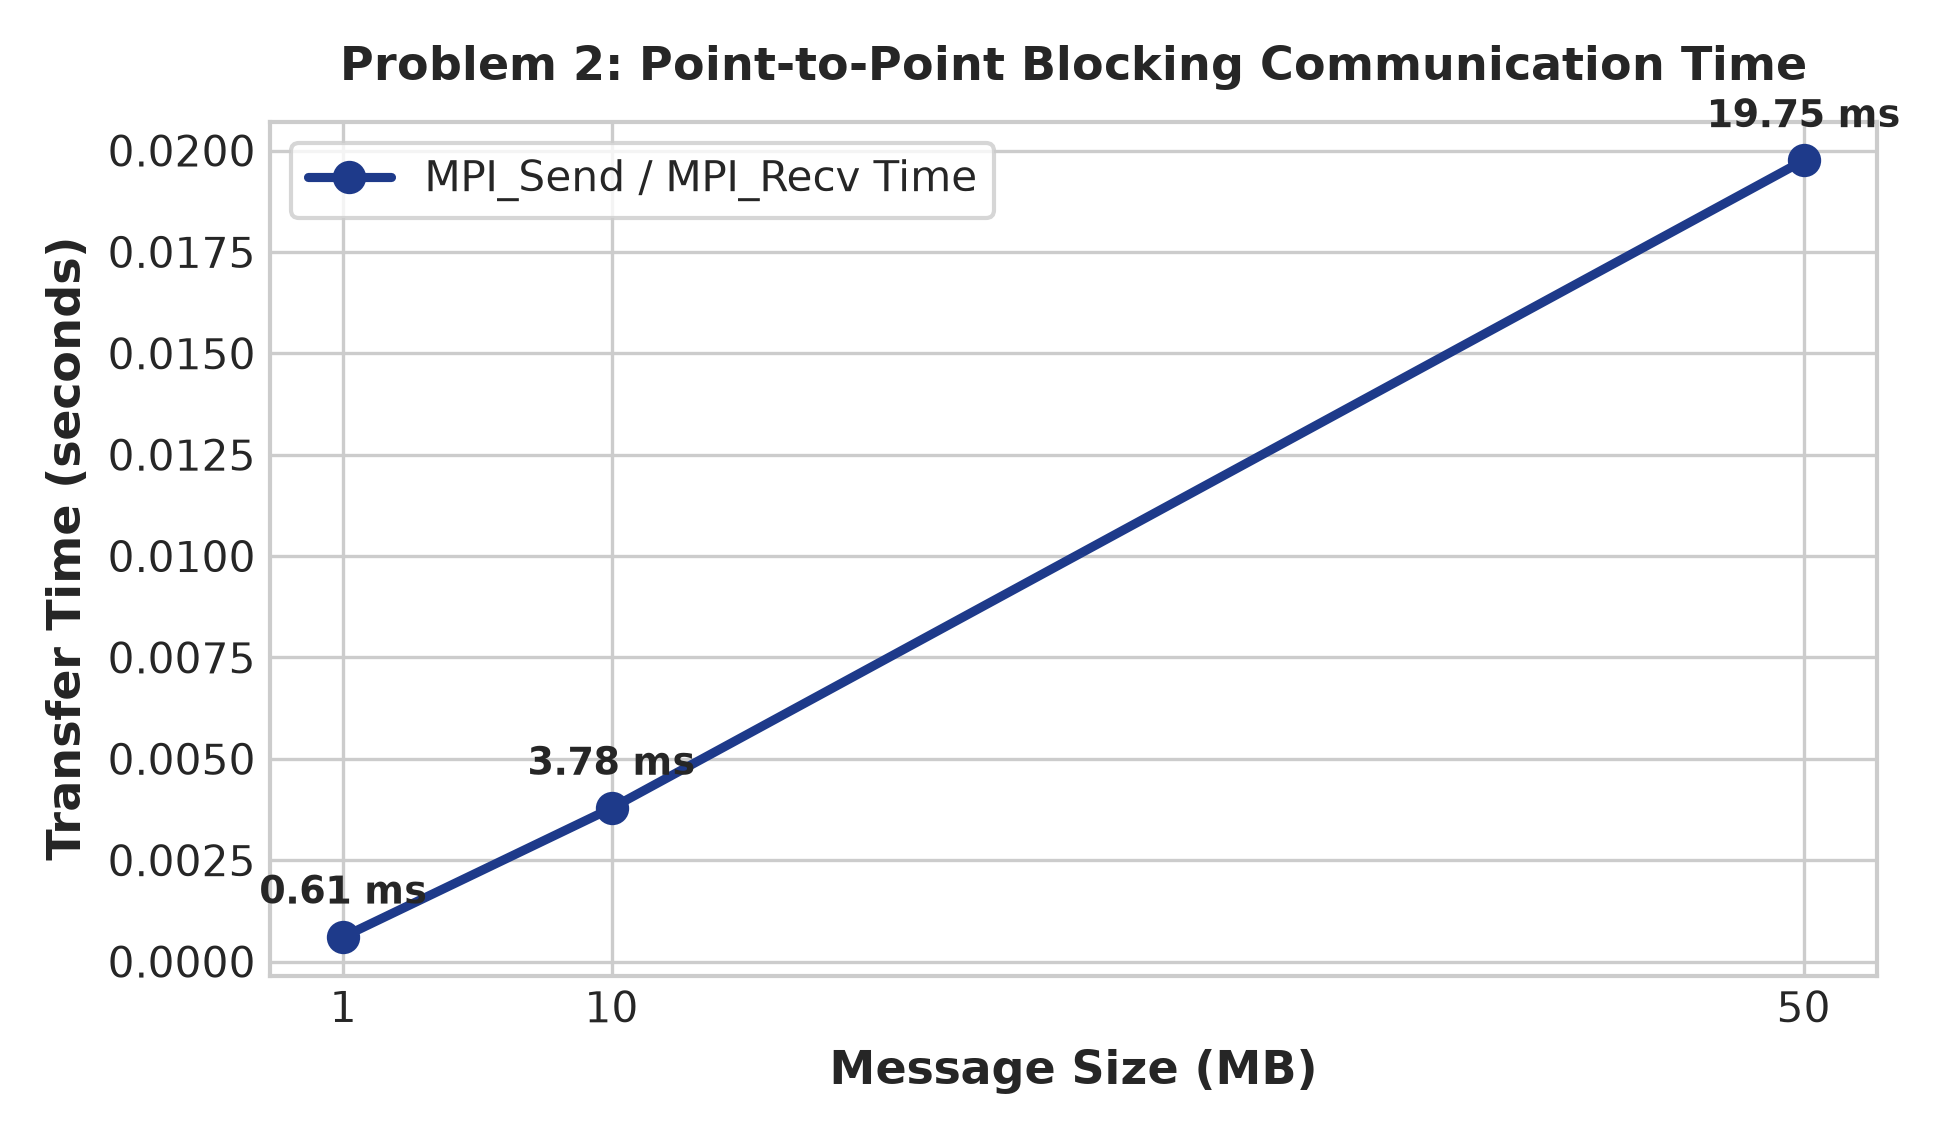 Problem 2: Point-to-Point Blocking Communication Time
19.75 ms
MPI_Send / MPI_Recv Time
Transfer Time (seconds)
0.0200
0.0175
0.0150
0.0125
0.0100
0.0075
0.0050
0.0025
0.0000
3.78 ms
0.61 ms
1
10
50
Message Size (MB)